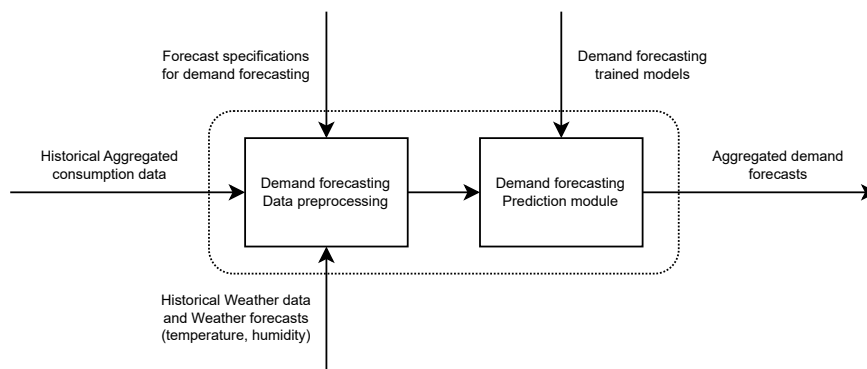 Forecast specifications
for demand forecasting
Demand forecasting
trained models
Historical Aggregated
consumption data
Demand forecasting
Data preprocessing
Demand forecasting
Prediction module
Aggregated demand
forecasts
Historical Weather data
and Weather forecasts
(temperature, humidity)